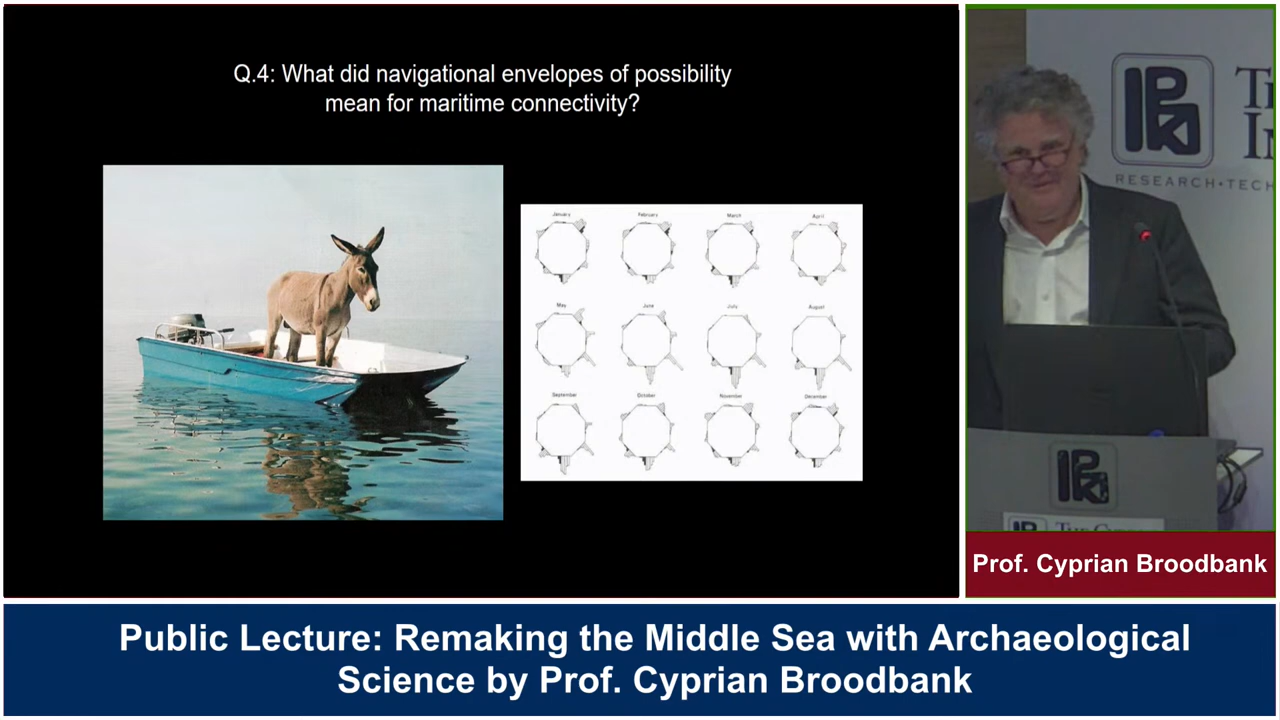 Q.4: What did navigational envelopes of possibility
mean for maritime connectivity?
January
February
March
April
May
June
July
August
September
October
November
December
RESEARCH•TECH
Prof. Cyprian Broodbank
Public Lecture: Remaking the Middle Sea with Archaeological
Science by Prof. Cyprian Broodbank